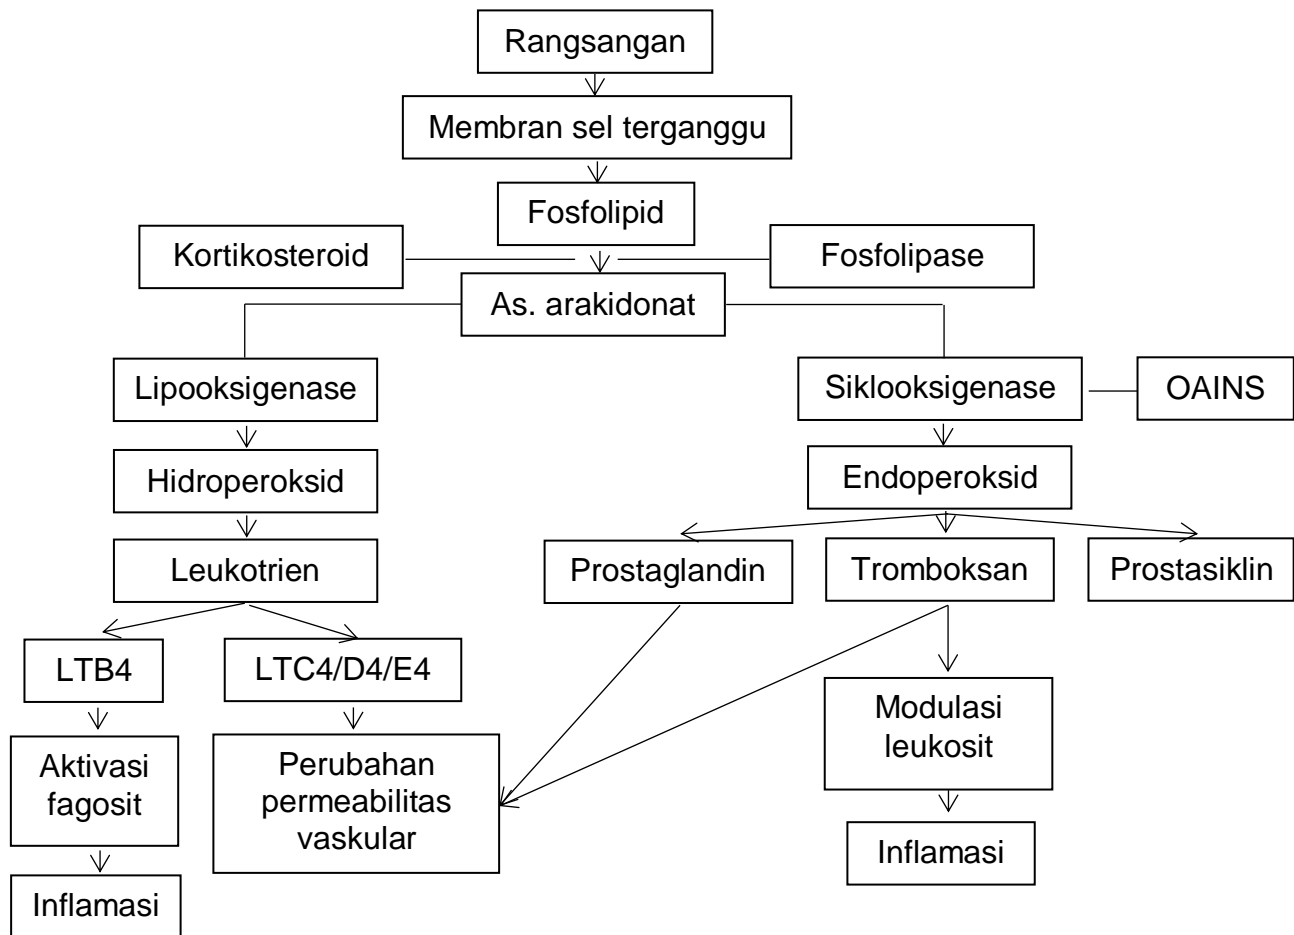 Rangsangan
Membran sel terganggu
Fosfolipid
Kortikosteroid
Fosfolipase
As. arakidonat
Lipooksigenase
Siklooksigenase
OAINS
Hidroperoksid
Endoperoksid
Leukotrien
Prostaglandin
Tromboksan
Prostasiklin
LTB4
LTC4/D4/E4
Modulasi
leukosit
Aktivasi
fagosit
Perubahan
permeabilitas
vaskular
Inflamasi
Inflamasi